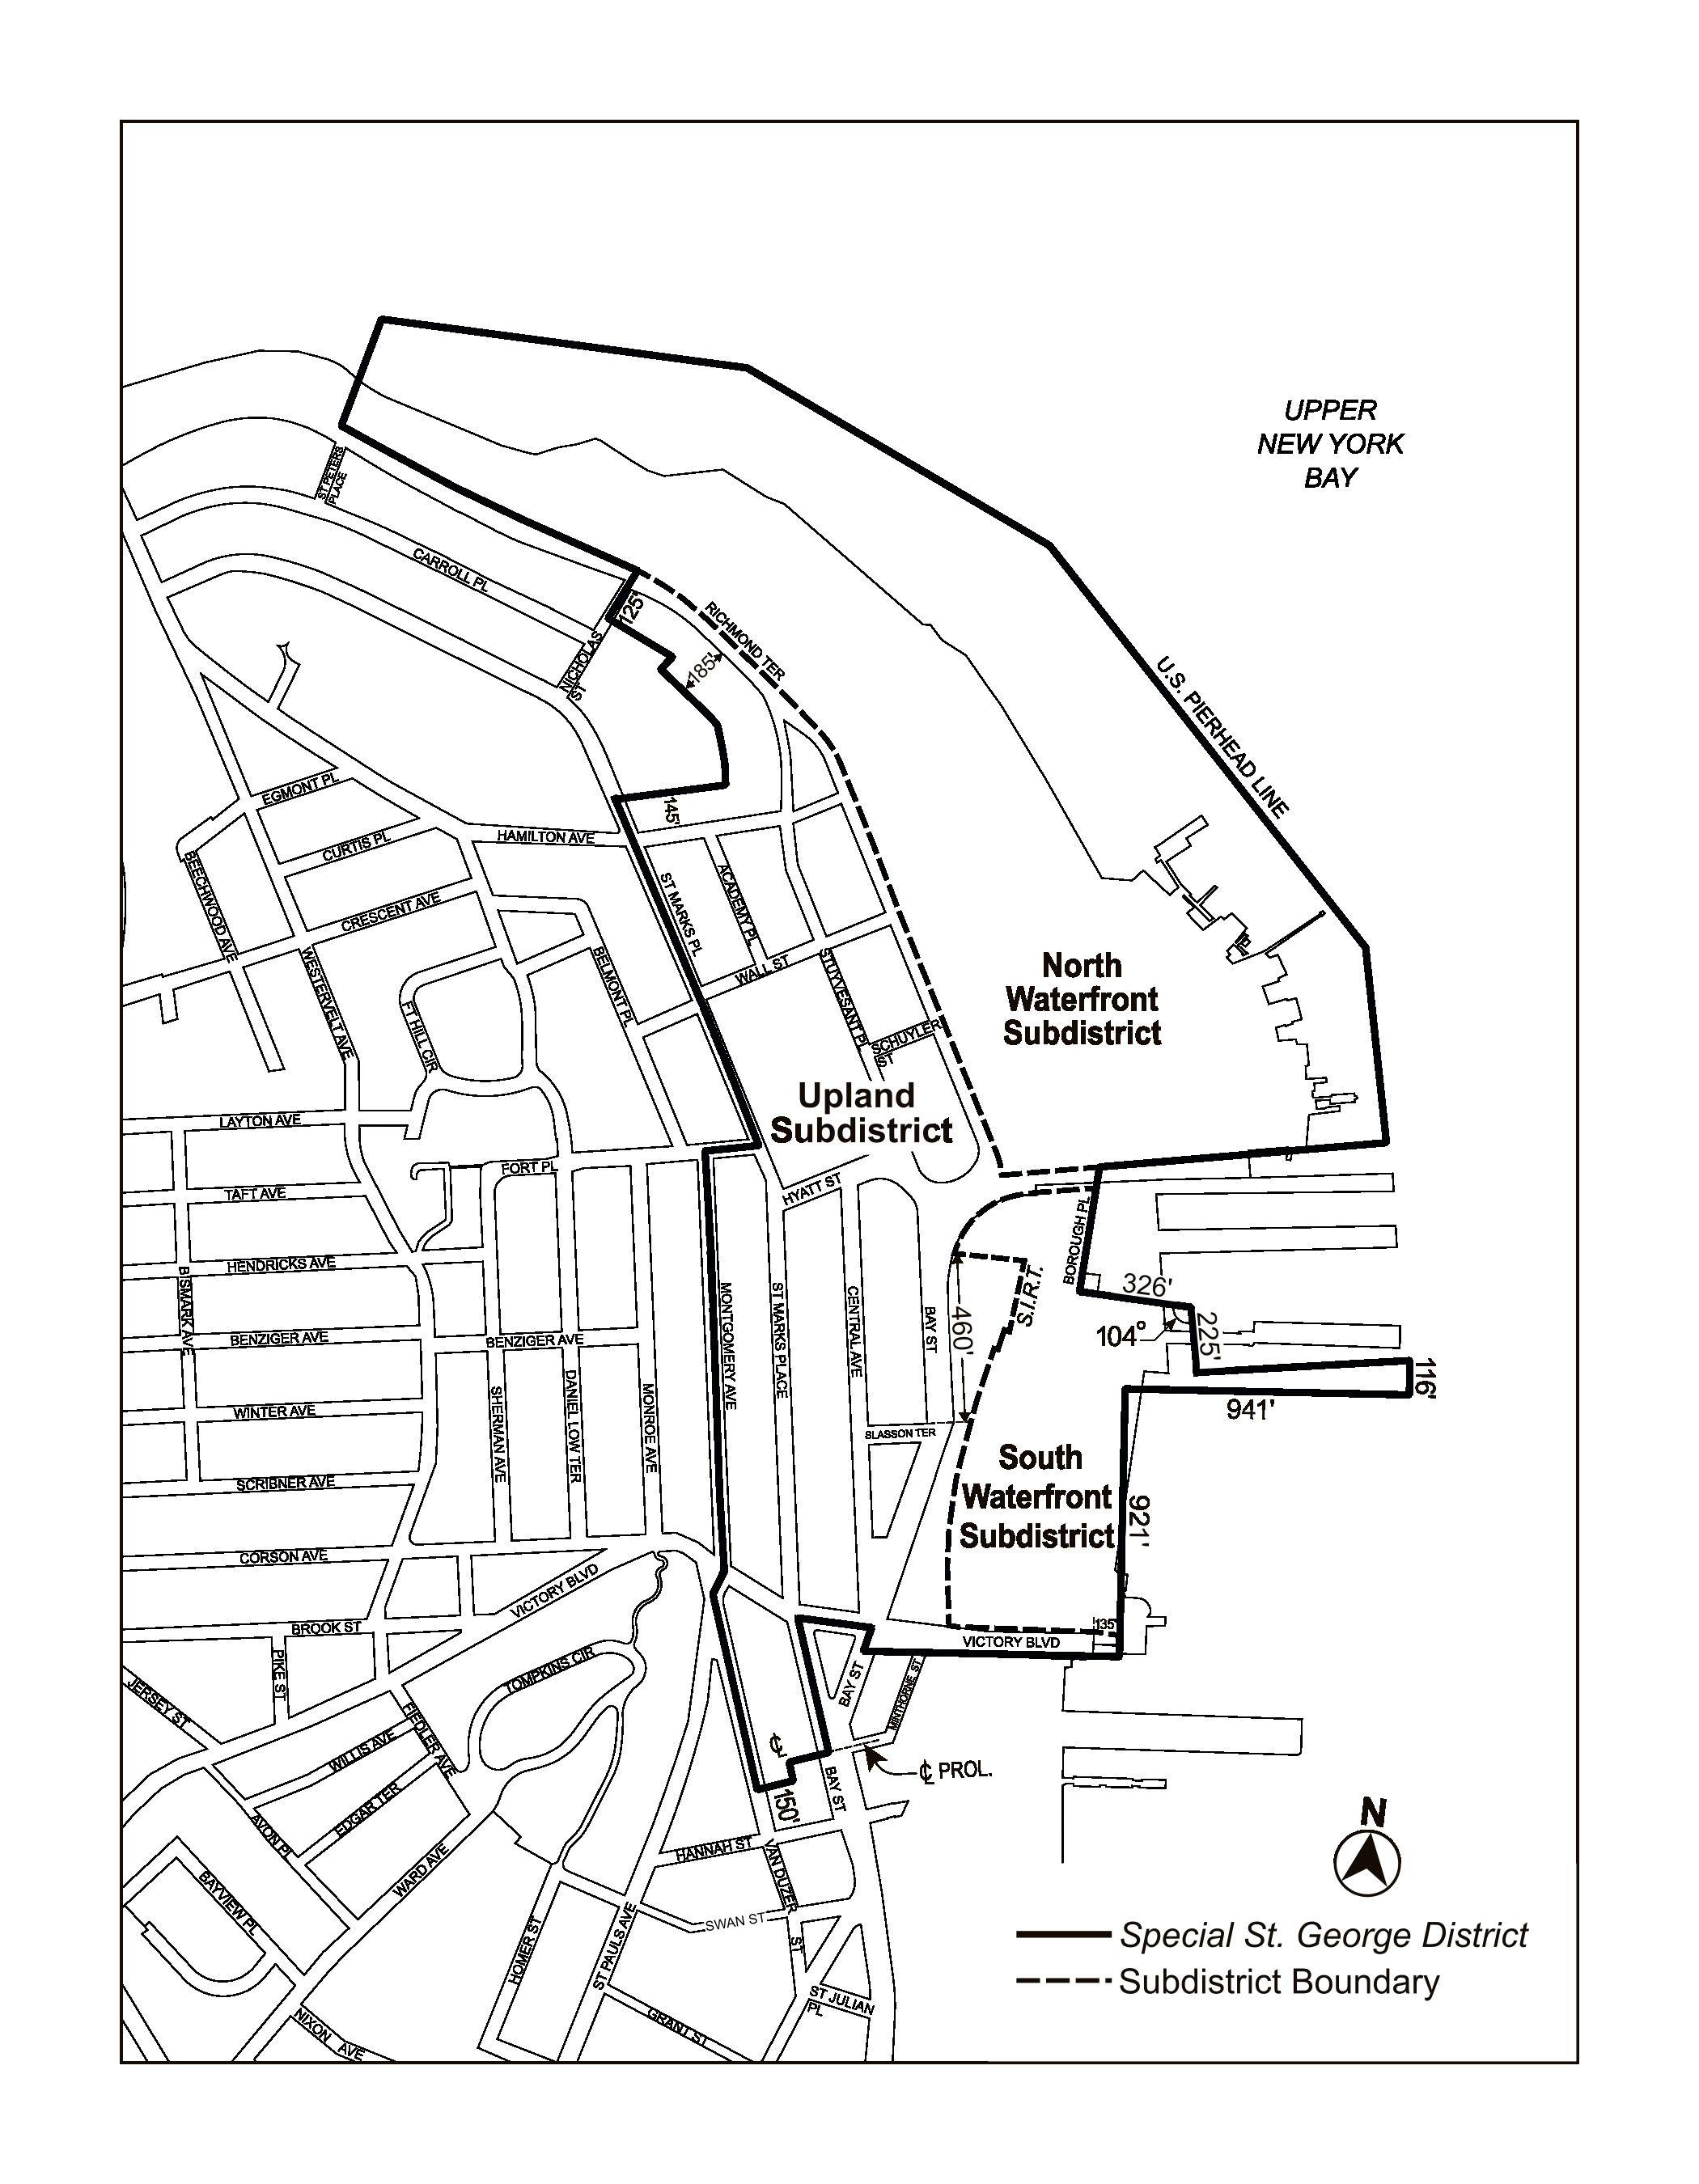 UPPER
NEW YORK
BAY
ST PETERS
PLACE
CARROLL PL
125'
RICHMOND TER
NICHOLAS
ST
185'
U.S. PIERHEAD LINE
EGMONT PL
145'
HAMILTON AVE
CURTIS PL
BEECHWOOD AVE
ST MARKS PL
ACADEMY PL
CRESCENT AVE
WESTERVELT AVE
BELMONT PL
WALL ST
STUYVESANT PL
North
Waterfront
Subdistrict
FT HILL CIR
SCHUYLER
ST
Upland
Subdistrict
LAYTON AVE
FORT PL
TAFT AVE
HYATT ST
BOROUGH PL
HENDRICKS AVE
S.I.R.T.
326'
BISMARK AVE
MONTGOMERY AVE
ST MARKS PLACE
CENTRAL AVE
BAY ST
460'
104°
225'
BENZIGER AVE
BENZIGER AVE
116'
SHERMAN AVE
DANIEL LOW TER
MONROE AVE
WINTER AVE
941'
SLASSON TER
South
Waterfront
Subdistrict
SCRIBNER AVE
921'
CORSON AVE
VICTORY BLVD
BROOK ST
135'
VICTORY BLVD
PIKE ST
TOMPKINS CIR
BAY ST
MINTHORNE ST
JERSEY ST
FIEDLER AVE
WILLIS AVE
℄
℄ PROL.
EDGAR TER
BAY ST
150'
AVON PL
HANNAH ST
VAN DUZER
ST
WARD AVE
BAYVIEW PL
SWAN ST
HOMER ST
ST PAULS AVE
ST JULIAN
PL
GRANT ST
NIXON AVE
N
Special St. George District
Subdistrict Boundary